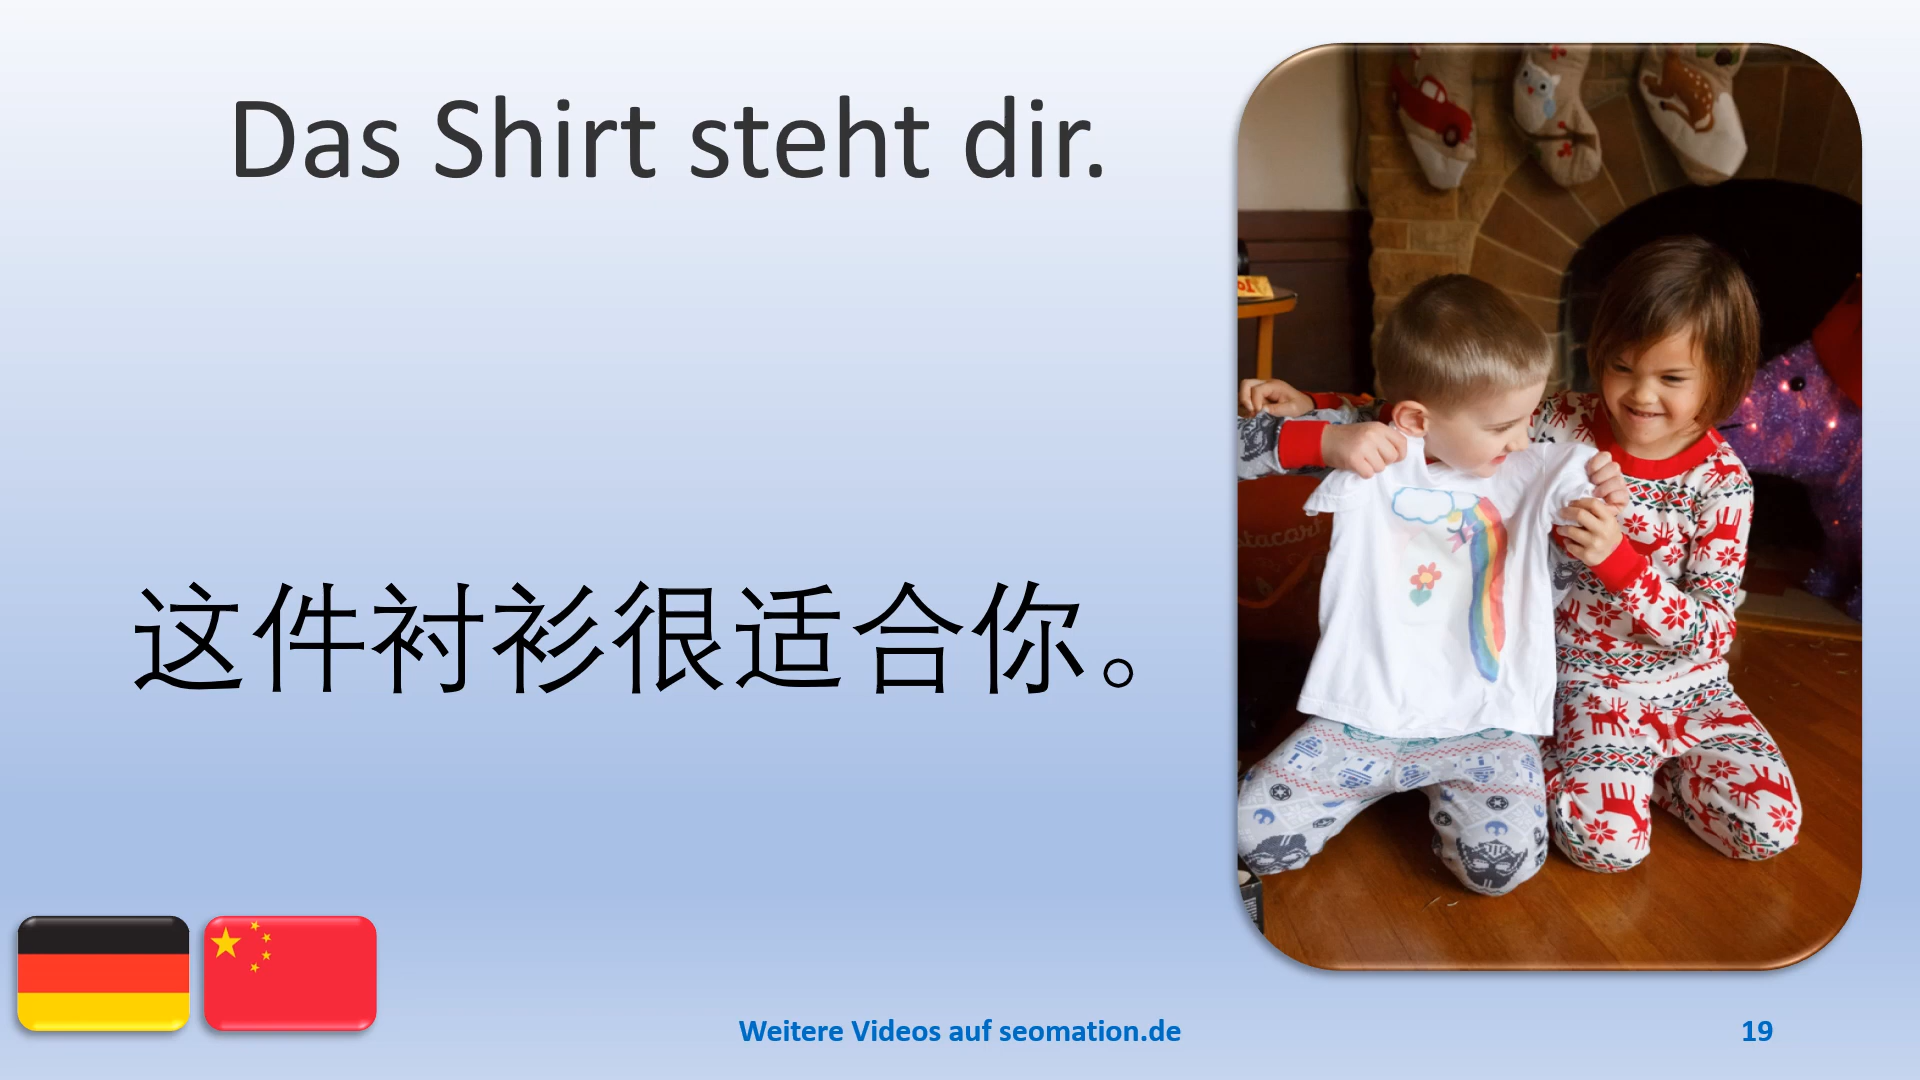 Das Shirt steht dir.
这件衬衫很适合你。
Weitere Videos auf seomation.de
19